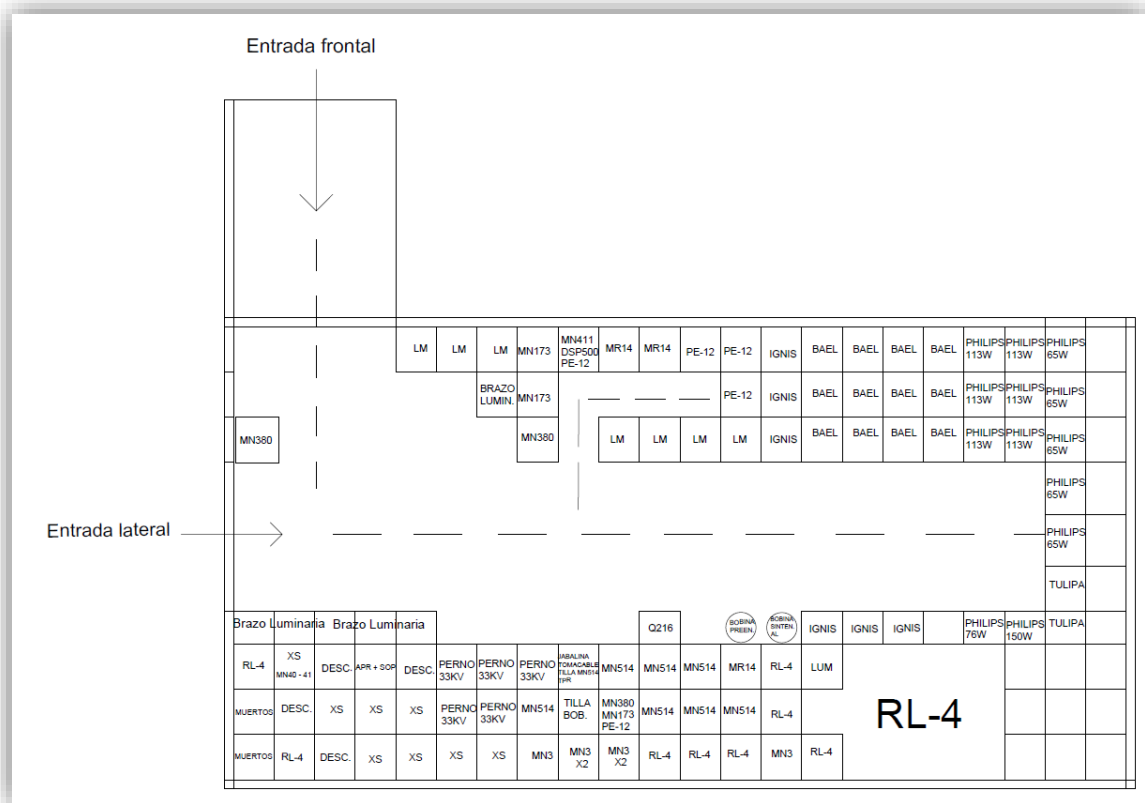 Entrada frontal
LM LM LM MN173 MN411 DSP500 PE-12 MR14 MR14 PE-12 PE-12 IGNIS BAEL BAEL BAEL BAEL PHILIPS 113W PHILIPS 113W PHILIPS 65W
BRAZO LUMIN. MN173 PE-12 IGNIS BAEL BAEL BAEL BAEL PHILIPS 113W PHILIPS 113W PHILIPS 65W
MN380 MN380 LM LM LM LM IGNIS BAEL BAEL BAEL BAEL PHILIPS 113W PHILIPS 113W PHILIPS 65W
PHILIPS 65W
Entrada lateral
PHILIPS 65W
TULIPA
Brazo Luminaria Brazo Luminaria Q216 BOBINA PREEN. BOBINA SINTEN. AL IGNIS IGNIS IGNIS PHILIPS 76W PHILIPS 150W TULIPA
RL-4 XS MN40 - 41 DESC. APR + SOP DESC. PERNO 33KV PERNO 33KV PERNO 33KV JABALINA TOMACABLE TILLA MN514 TPR MN514 MN514 MN514 MR14 RL-4 LUM
MUERTOS DESC. XS XS XS PERNO 33KV PERNO 33KV MN514 TILLA BOB. MN380 MN173 PE-12 MN514 MN514 MN514 RL-4 RL-4
MUERTOS RL-4 DESC. XS XS XS XS MN3 MN3 X2 MN3 X2 RL-4 RL-4 RL-4 MN3 RL-4